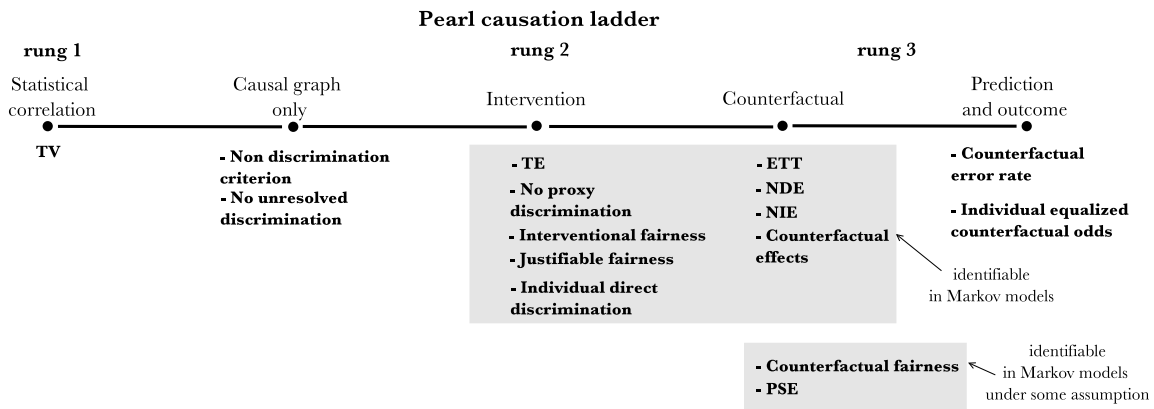 Pearl causation ladder
rung 1
rung 2
rung 3
Statistical
correlation
Causal graph
only
Intervention
Counterfactual
Prediction
and outcome
TV
- Non discrimination
criterion
- No unresolved
discrimination
- TE
- No proxy
discrimination
- Interventional fairness
- Justifiable fairness
- Individual direct
discrimination
- ETT
- NDE
- NIE
- Counterfactual
effects
- Counterfactual
error rate
- Individual equalized
counterfactual odds
identifiable
in Markov models
- Counterfactual fairness
- PSE
identifiable
in Markov models
under some assumption